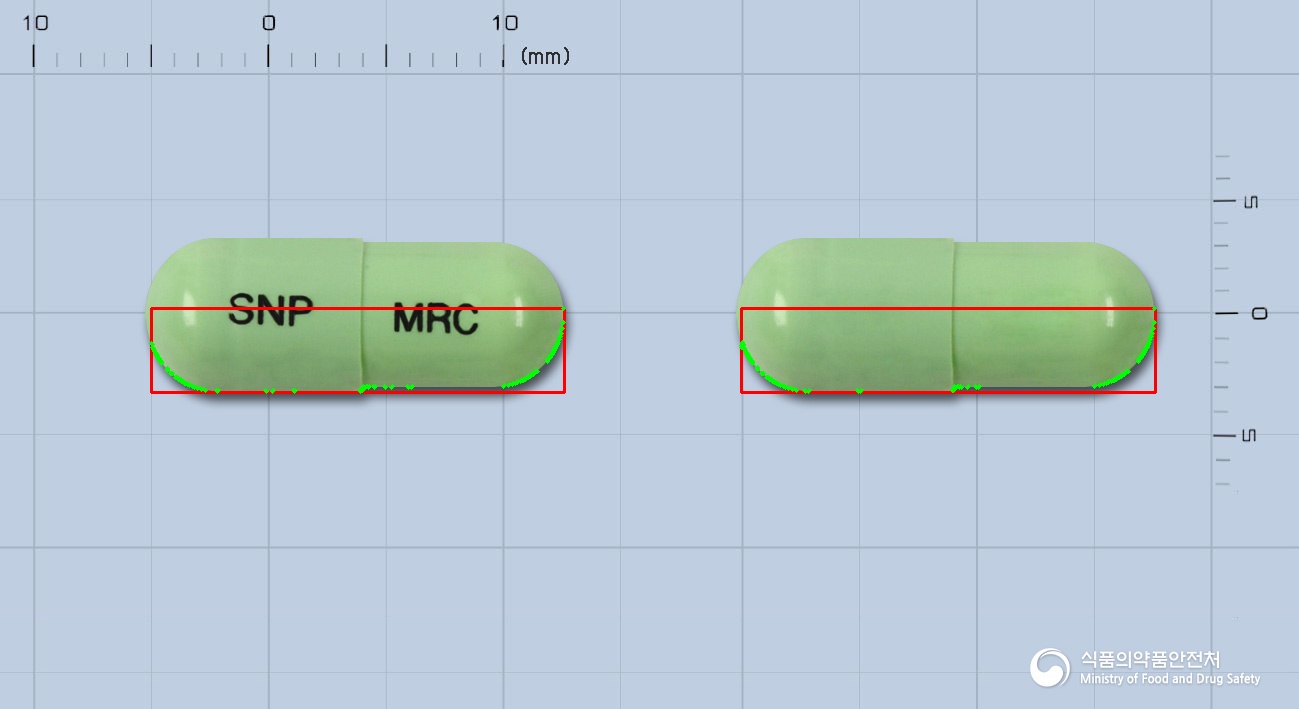 10 0 10
(mm)
5
SNP MRC
0
5
식품의약품안전처
Ministry of Food and Drug Safety